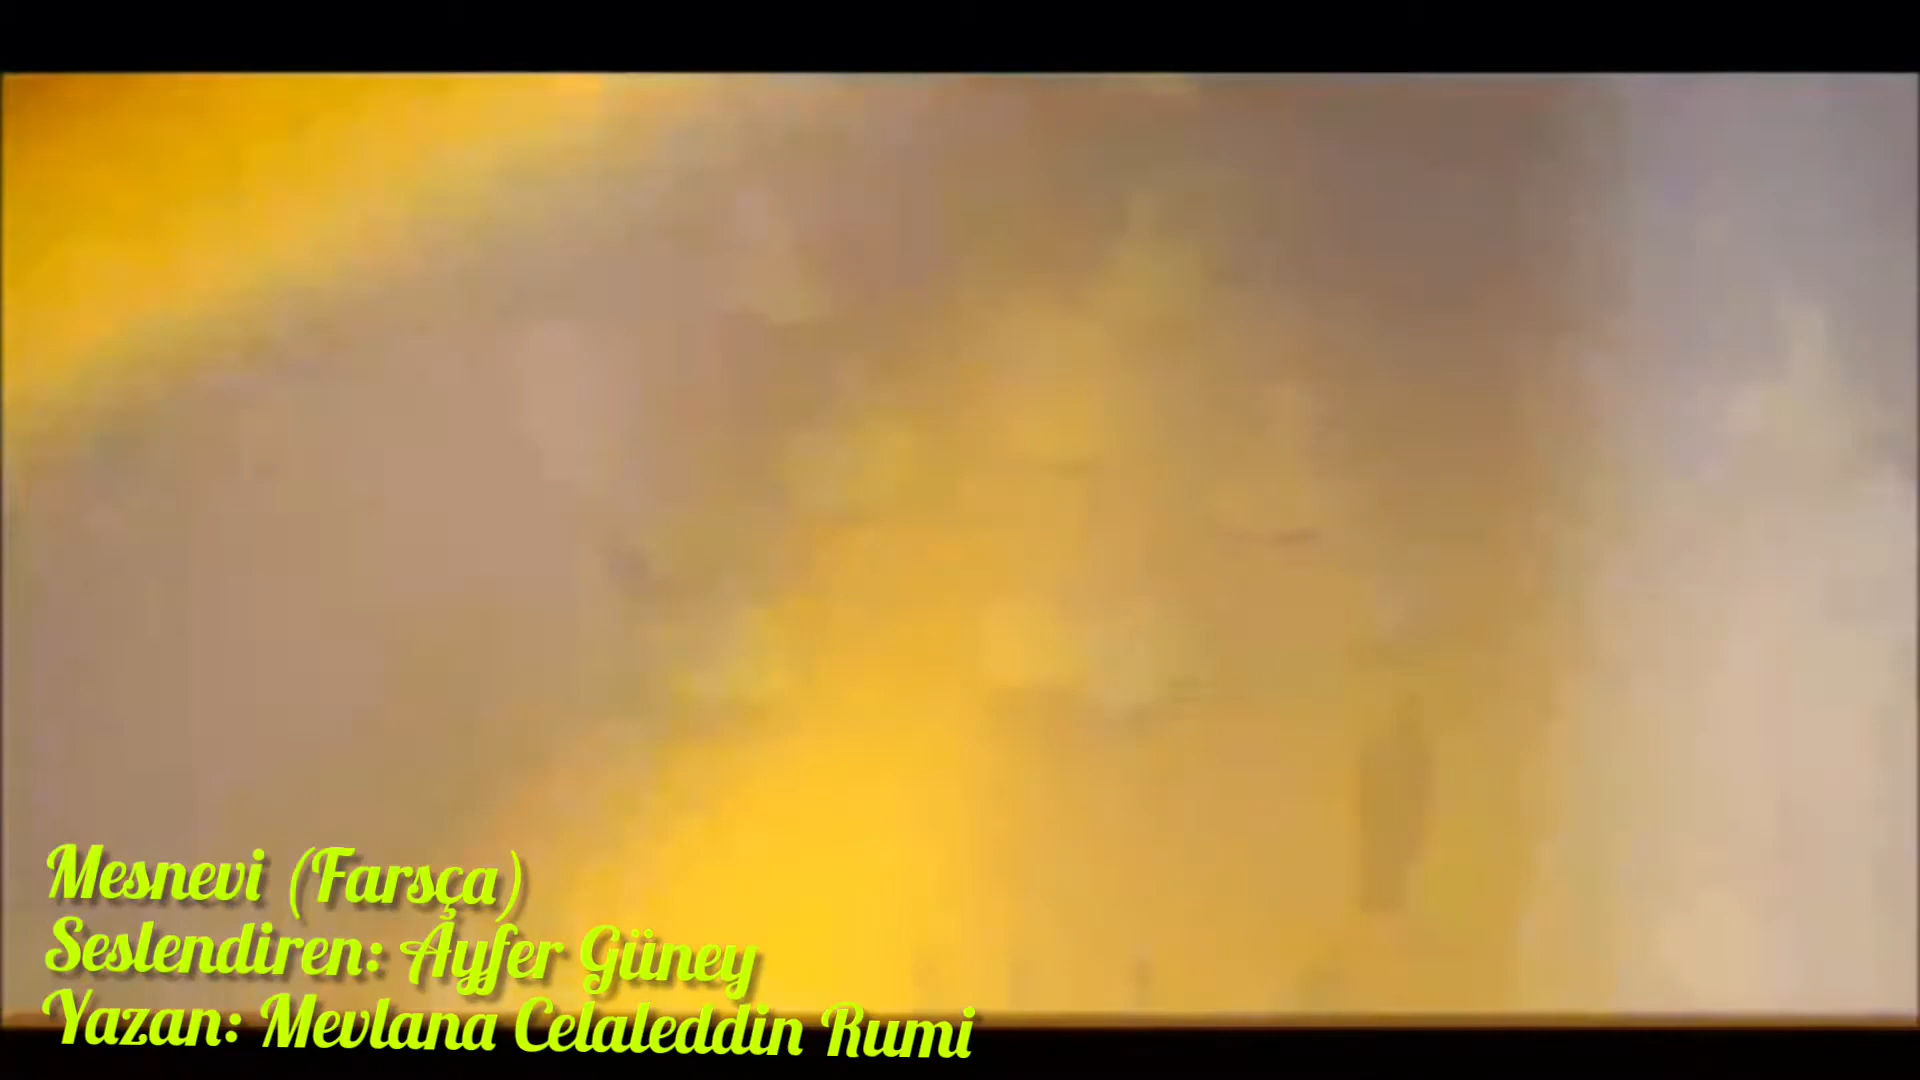 Mesnevi (Farsça)
Seslendiren: Ayfer Güney
Yazan: Mevlana Celaleddin Rumi